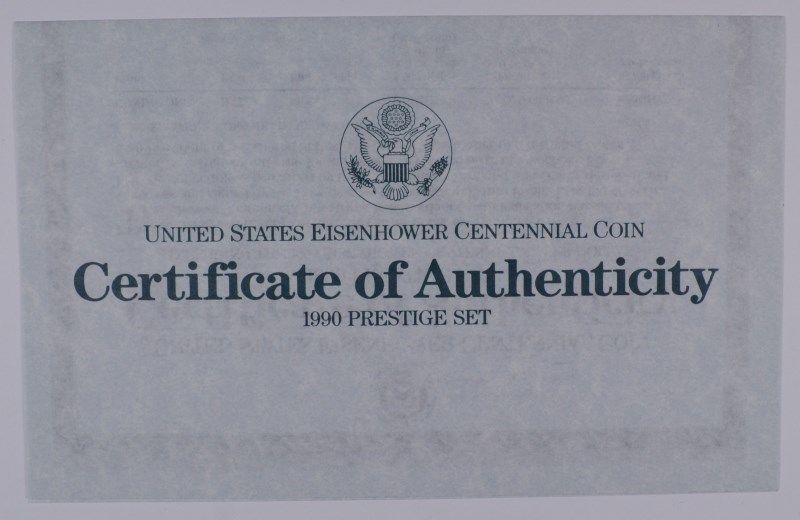 UNITED STATES EISENHOWER CENTENNIAL COIN
Certificate of Authenticity
1990 PRESTIGE SET